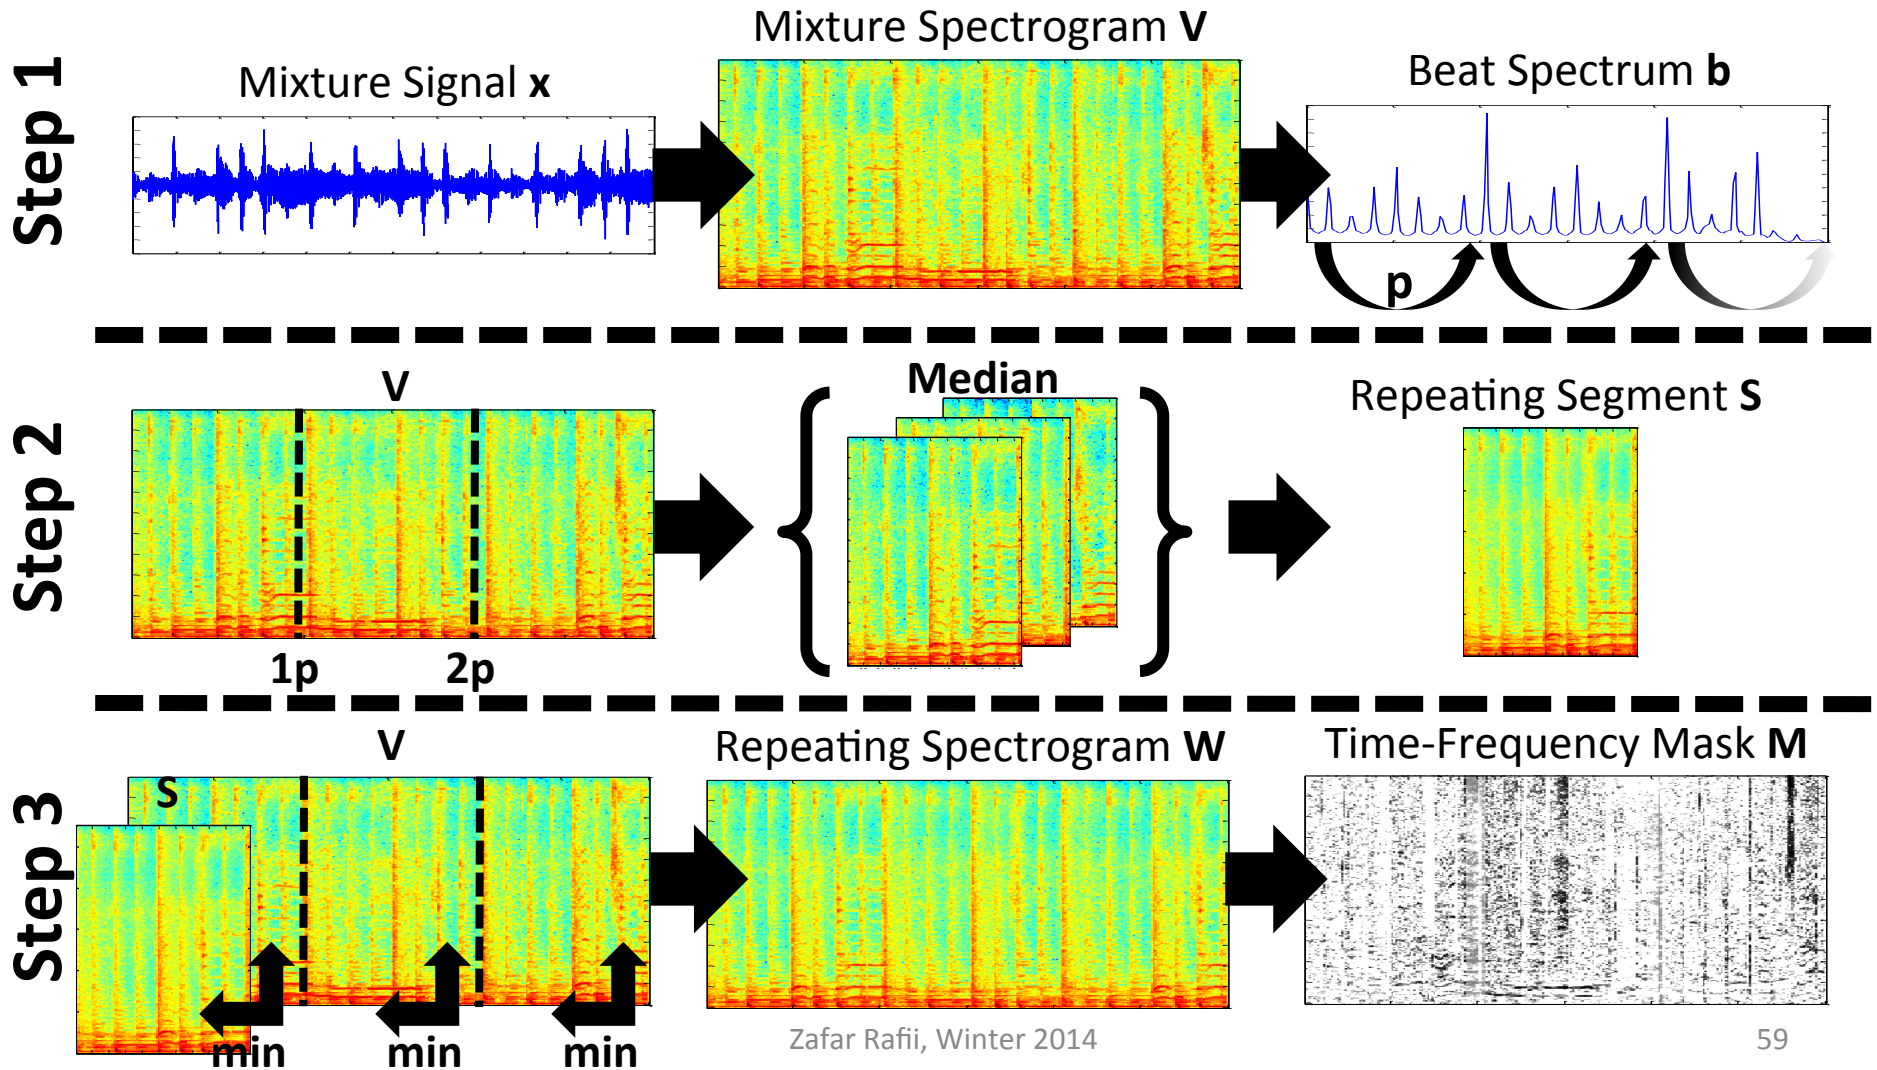 Step 1
Mixture Signal x
Mixture Spectrogram V
Beat Spectrum b
p
Step 2
V
1p
2p
Median
Repeating Segment S
Step 3
S
V
min
min
min
Repeating Spectrogram W
Time-Frequency Mask M
Zafar Rafii, Winter 2014
59